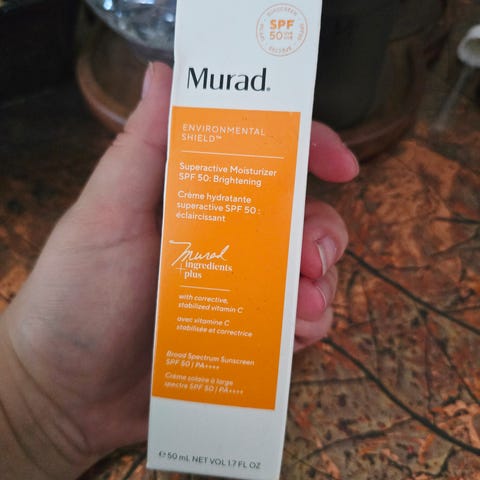 SPF
50
Murad.
ENVIRONMENTAL
SHIELD™
Superactive Moisturizer
SPF 50: Brightening
Crème hydratante
superactive SPF 50 :
éclaircissant
Murad
+ingredients
plus
with corrective,
stabilized vitamin C
avec vitamine C
stabilisée et correctrice
Broad Spectrum Sunscreen
SPF 50 | PA++++
Crème solaire à large
spectre SPF 50 | PA++++
e 50 mL NET VOL 1.7 FL OZ